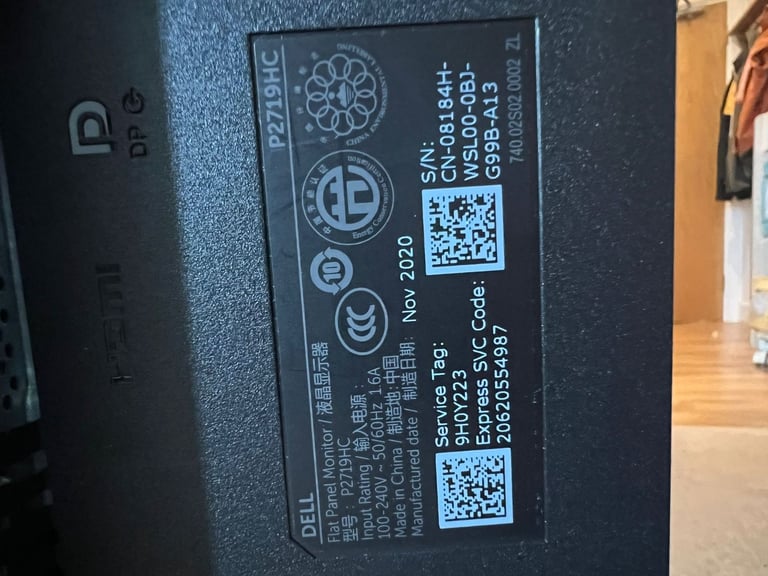 DP
HDMI
P2719HC
CHINA ENVIRONMENTAL LABELLING
Energy Conservation Certification
10
CCC
DELL
Flat Panel Monitor / 液晶显示器
型号： P2719HC
Input Rating / 输入电源：
100-240V ~ 50/60Hz 1.6A
Made in China / 制造地:中国
Manufactured date / 制造日期： Nov 2020
Service Tag:
9H0Y223
Express SVC Code:
20620554987
S/N:
CN-08184H-
WSL00-0BJ-
G99B-A13
740.02S02.0002 ZL